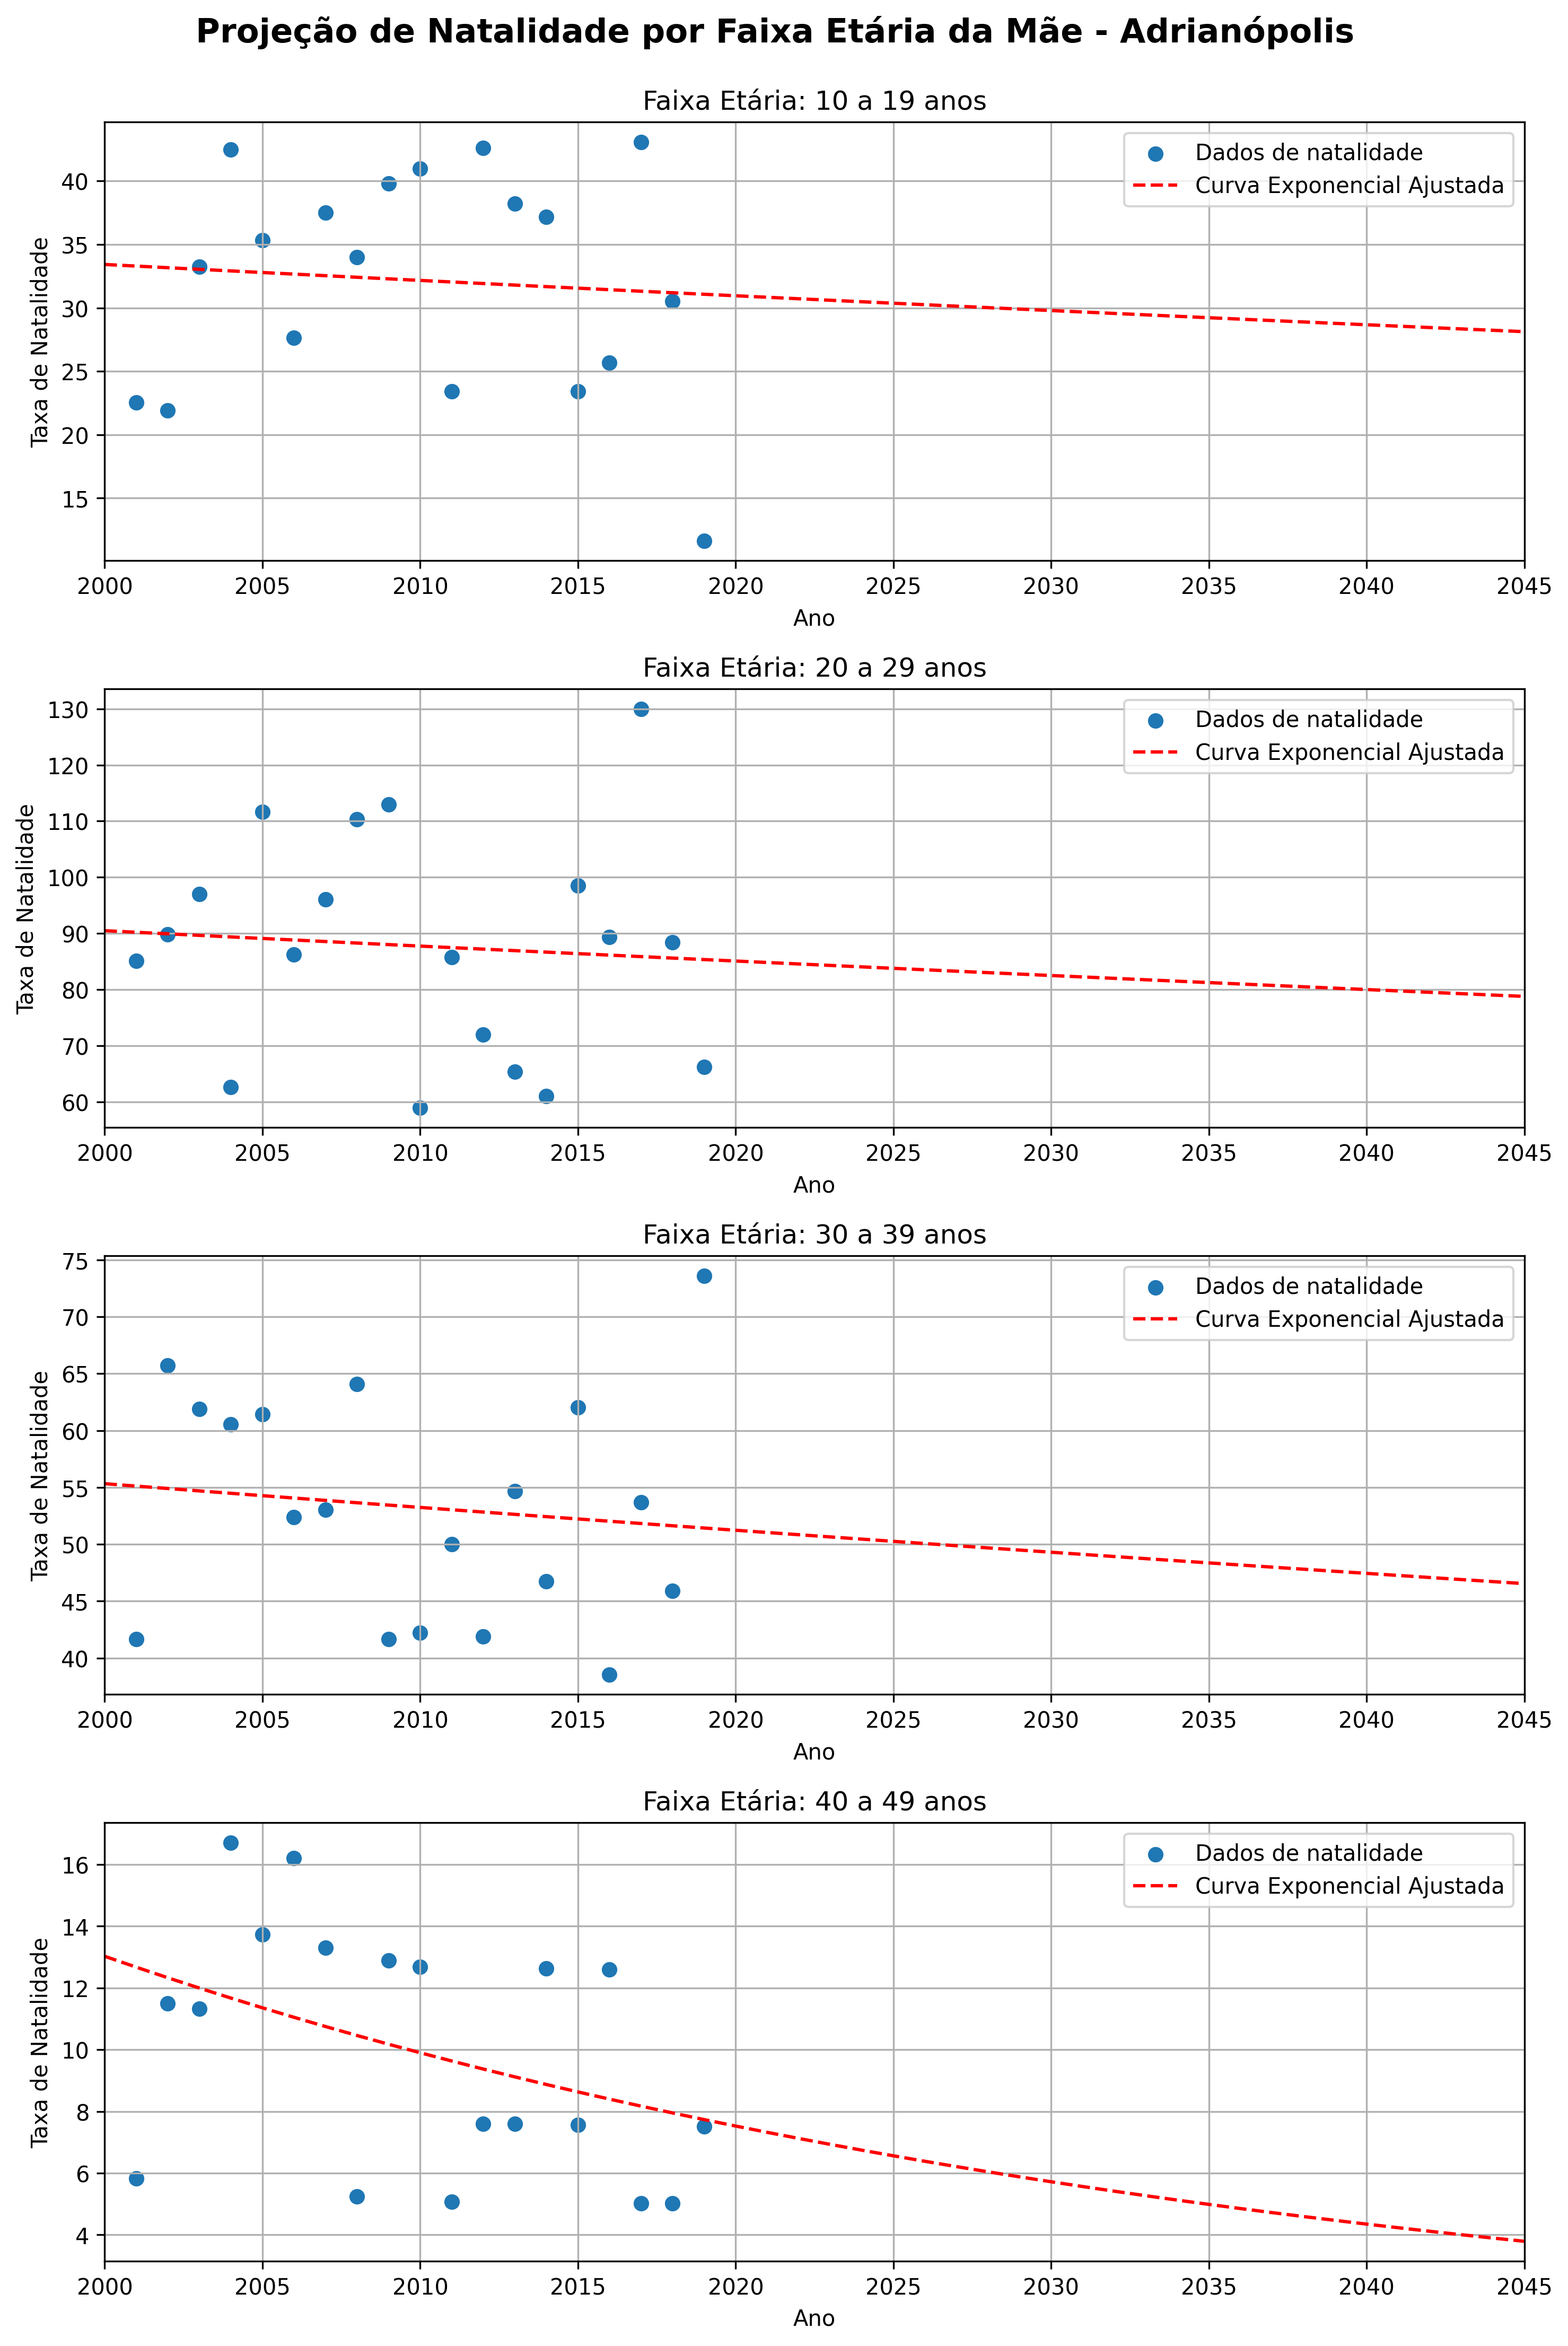 Projeção de Natalidade por Faixa Etária da Mãe - Adrianópolis
Faixa Etária: 10 a 19 anos
Dados de natalidade
Curva Exponencial Ajustada
Taxa de Natalidade
40
35
30
25
20
15
2000 2005 2010 2015 2020 2025 2030 2035 2040 2045
Ano
Faixa Etária: 20 a 29 anos
Dados de natalidade
Curva Exponencial Ajustada
Taxa de Natalidade
130
120
110
100
90
80
70
60
2000 2005 2010 2015 2020 2025 2030 2035 2040 2045
Ano
Faixa Etária: 30 a 39 anos
Dados de natalidade
Curva Exponencial Ajustada
Taxa de Natalidade
75
70
65
60
55
50
45
40
2000 2005 2010 2015 2020 2025 2030 2035 2040 2045
Ano
Faixa Etária: 40 a 49 anos
Dados de natalidade
Curva Exponencial Ajustada
Taxa de Natalidade
16
14
12
10
8
6
4
2000 2005 2010 2015 2020 2025 2030 2035 2040 2045
Ano